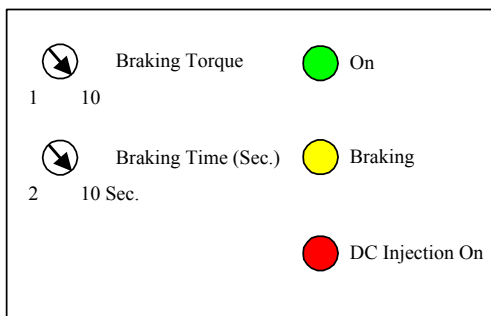 Braking Torque
On
1 10
Braking Time (Sec.)
Braking
2 10 Sec.
DC Injection On